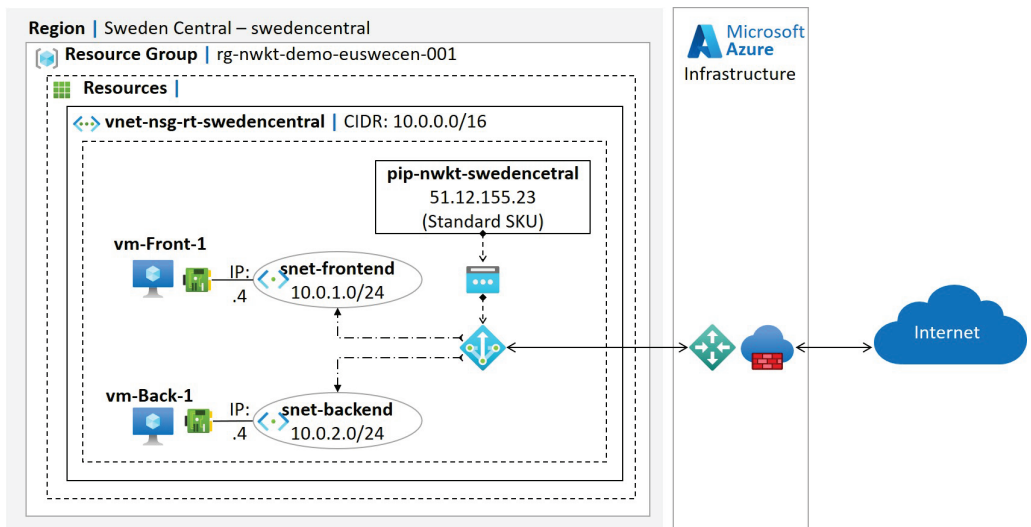 Region | Sweden Central – swedencentral
Resource Group | rg-nwkt-demo-euswecen-001
Resources |
vnet-nsg-rt-swedencentral | CIDR: 10.0.0.0/16
pip-nwkt-swedencetral
51.12.155.23
(Standard SKU)
vm-Front-1
IP:
.4
snet-frontend
10.0.1.0/24
vm-Back-1
IP:
.4
snet-backend
10.0.2.0/24
Microsoft
Azure
Infrastructure
Internet